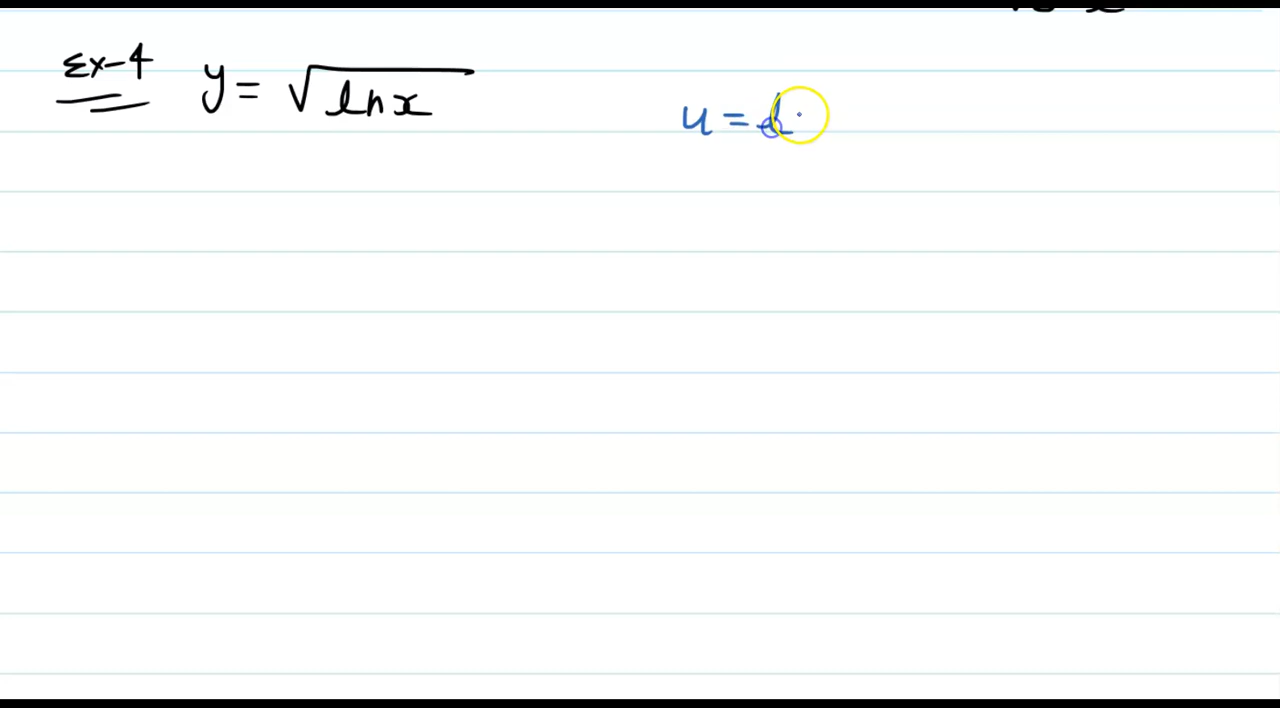 Ex-4 y = √ln x
u = l